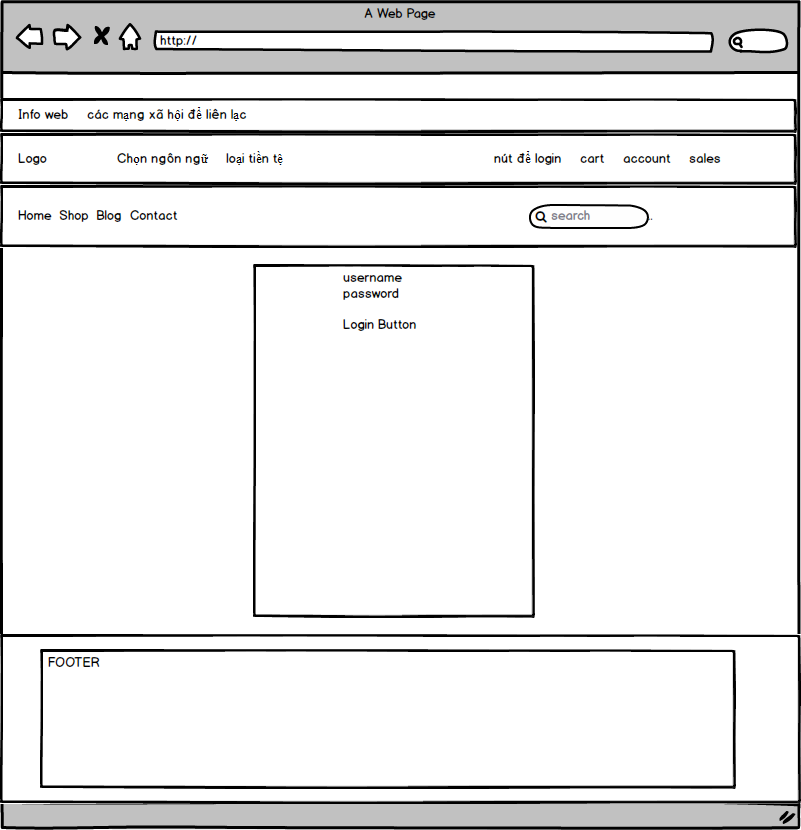 A Web Page
http://
Info web các mạng xã hội để liên lạc
Logo Chọn ngôn ngữ loại tiền tệ nút để login cart account sales
Home Shop Blog Contact search
username
password
Login Button
FOOTER